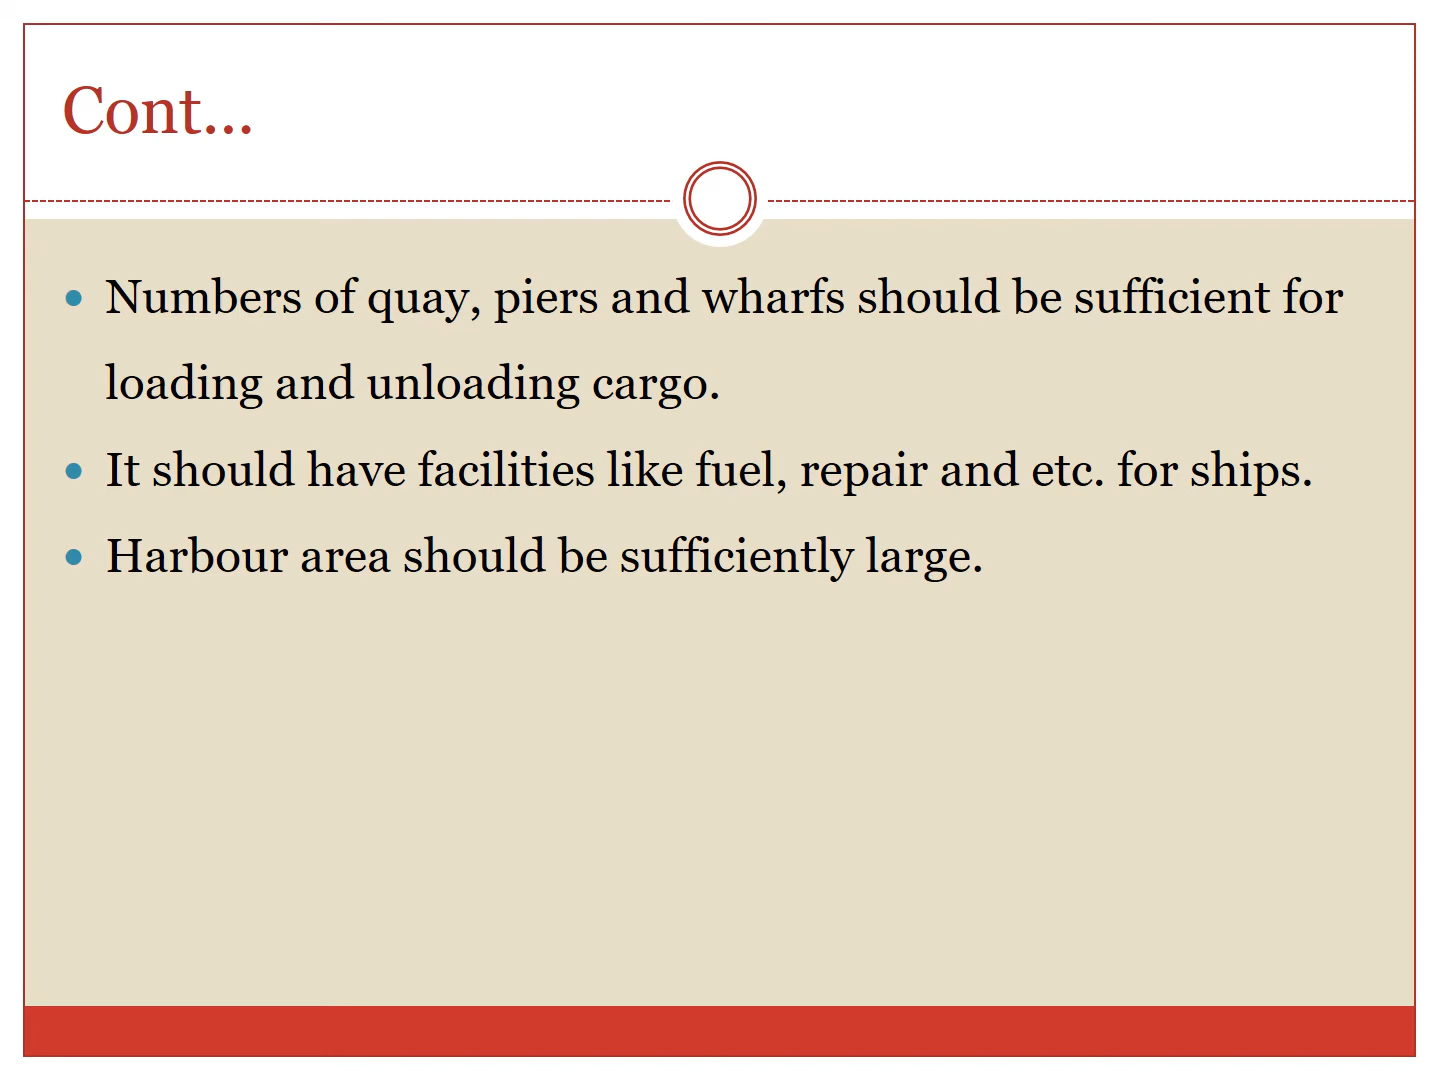 Cont...
• Numbers of quay, piers and wharfs should be sufficient for
loading and unloading cargo.
• It should have facilities like fuel, repair and etc. for ships.
• Harbour area should be sufficiently large.